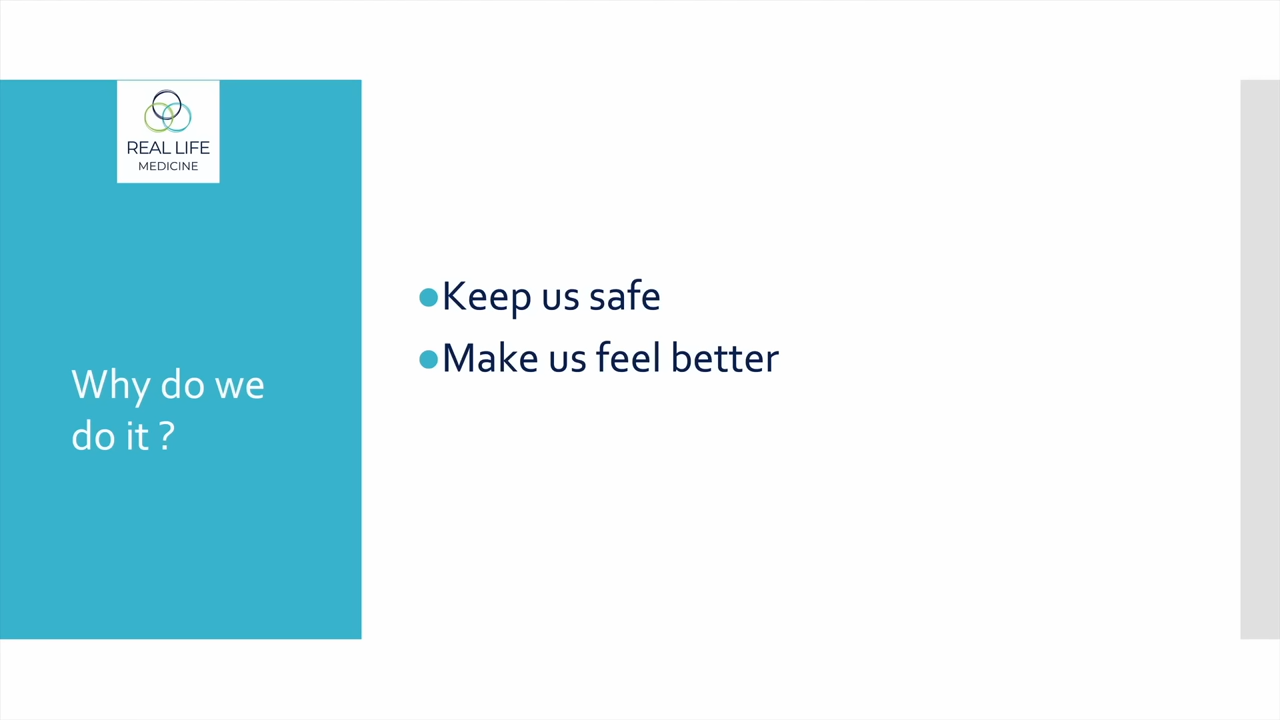 REAL LIFE
MEDICINE
Why do we
do it ?
●Keep us safe
●Make us feel better